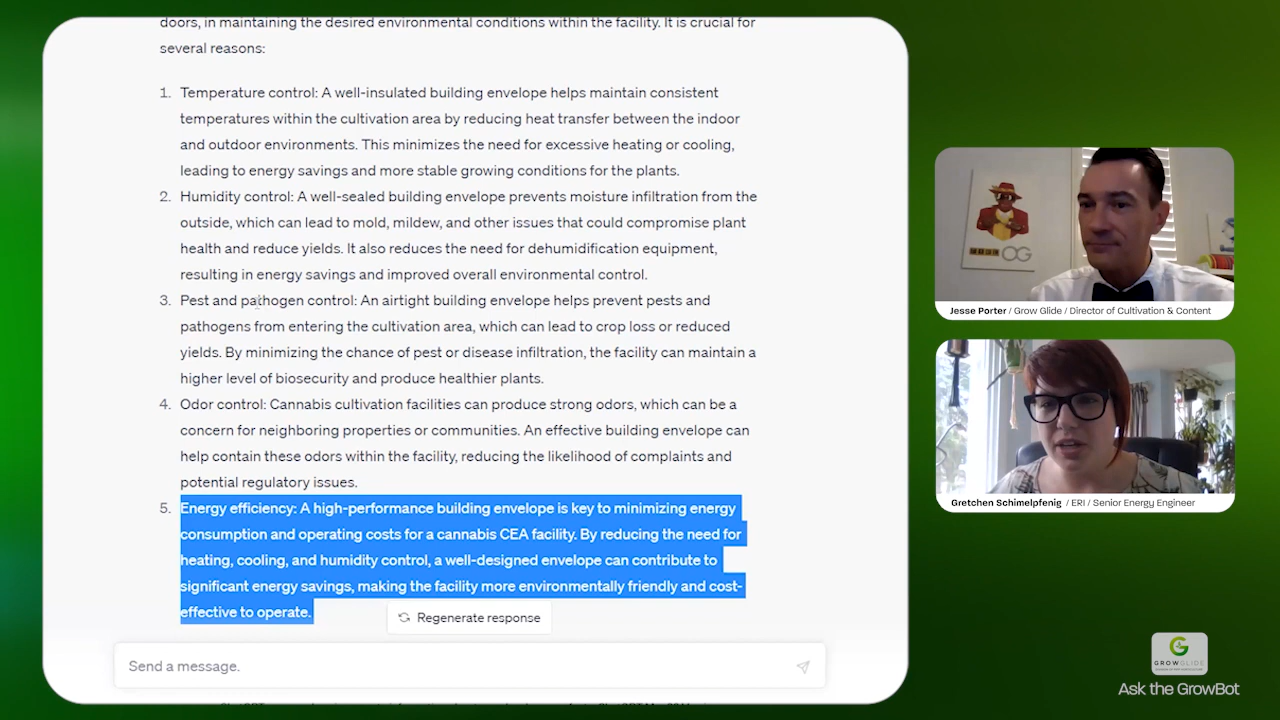 doors, in maintaining the desired environmental conditions within the facility. It is crucial for
several reasons:
1. Temperature control: A well-insulated building envelope helps maintain consistent
temperatures within the cultivation area by reducing heat transfer between the indoor
and outdoor environments. This minimizes the need for excessive heating or cooling,
leading to energy savings and more stable growing conditions for the plants.
2. Humidity control: A well-sealed building envelope prevents moisture infiltration from the
outside, which can lead to mold, mildew, and other issues that could compromise plant
health and reduce yields. It also reduces the need for dehumidification equipment,
resulting in energy savings and improved overall environmental control.
3. Pest and pathogen control: An airtight building envelope helps prevent pests and
pathogens from entering the cultivation area, which can lead to crop loss or reduced
yields. By minimizing the chance of pest or disease infiltration, the facility can maintain a
higher level of biosecurity and produce healthier plants.
4. Odor control: Cannabis cultivation facilities can produce strong odors, which can be a
concern for neighboring properties or communities. An effective building envelope can
help contain these odors within the facility, reducing the likelihood of complaints and
potential regulatory issues.
5. Energy efficiency: A high-performance building envelope is key to minimizing energy
consumption and operating costs for a cannabis CEA facility. By reducing the need for
heating, cooling, and humidity control, a well-designed envelope can contribute to
significant energy savings, making the facility more environmentally friendly and cost-
effective to operate.
Regenerate response
Send a message.
OG
Jesse Porter / Grow Glide / Director of Cultivation & Content
Gretchen Schimelpfenig / ERI / Senior Energy Engineer
G
GROWGLIDE
Ask the GrowBot